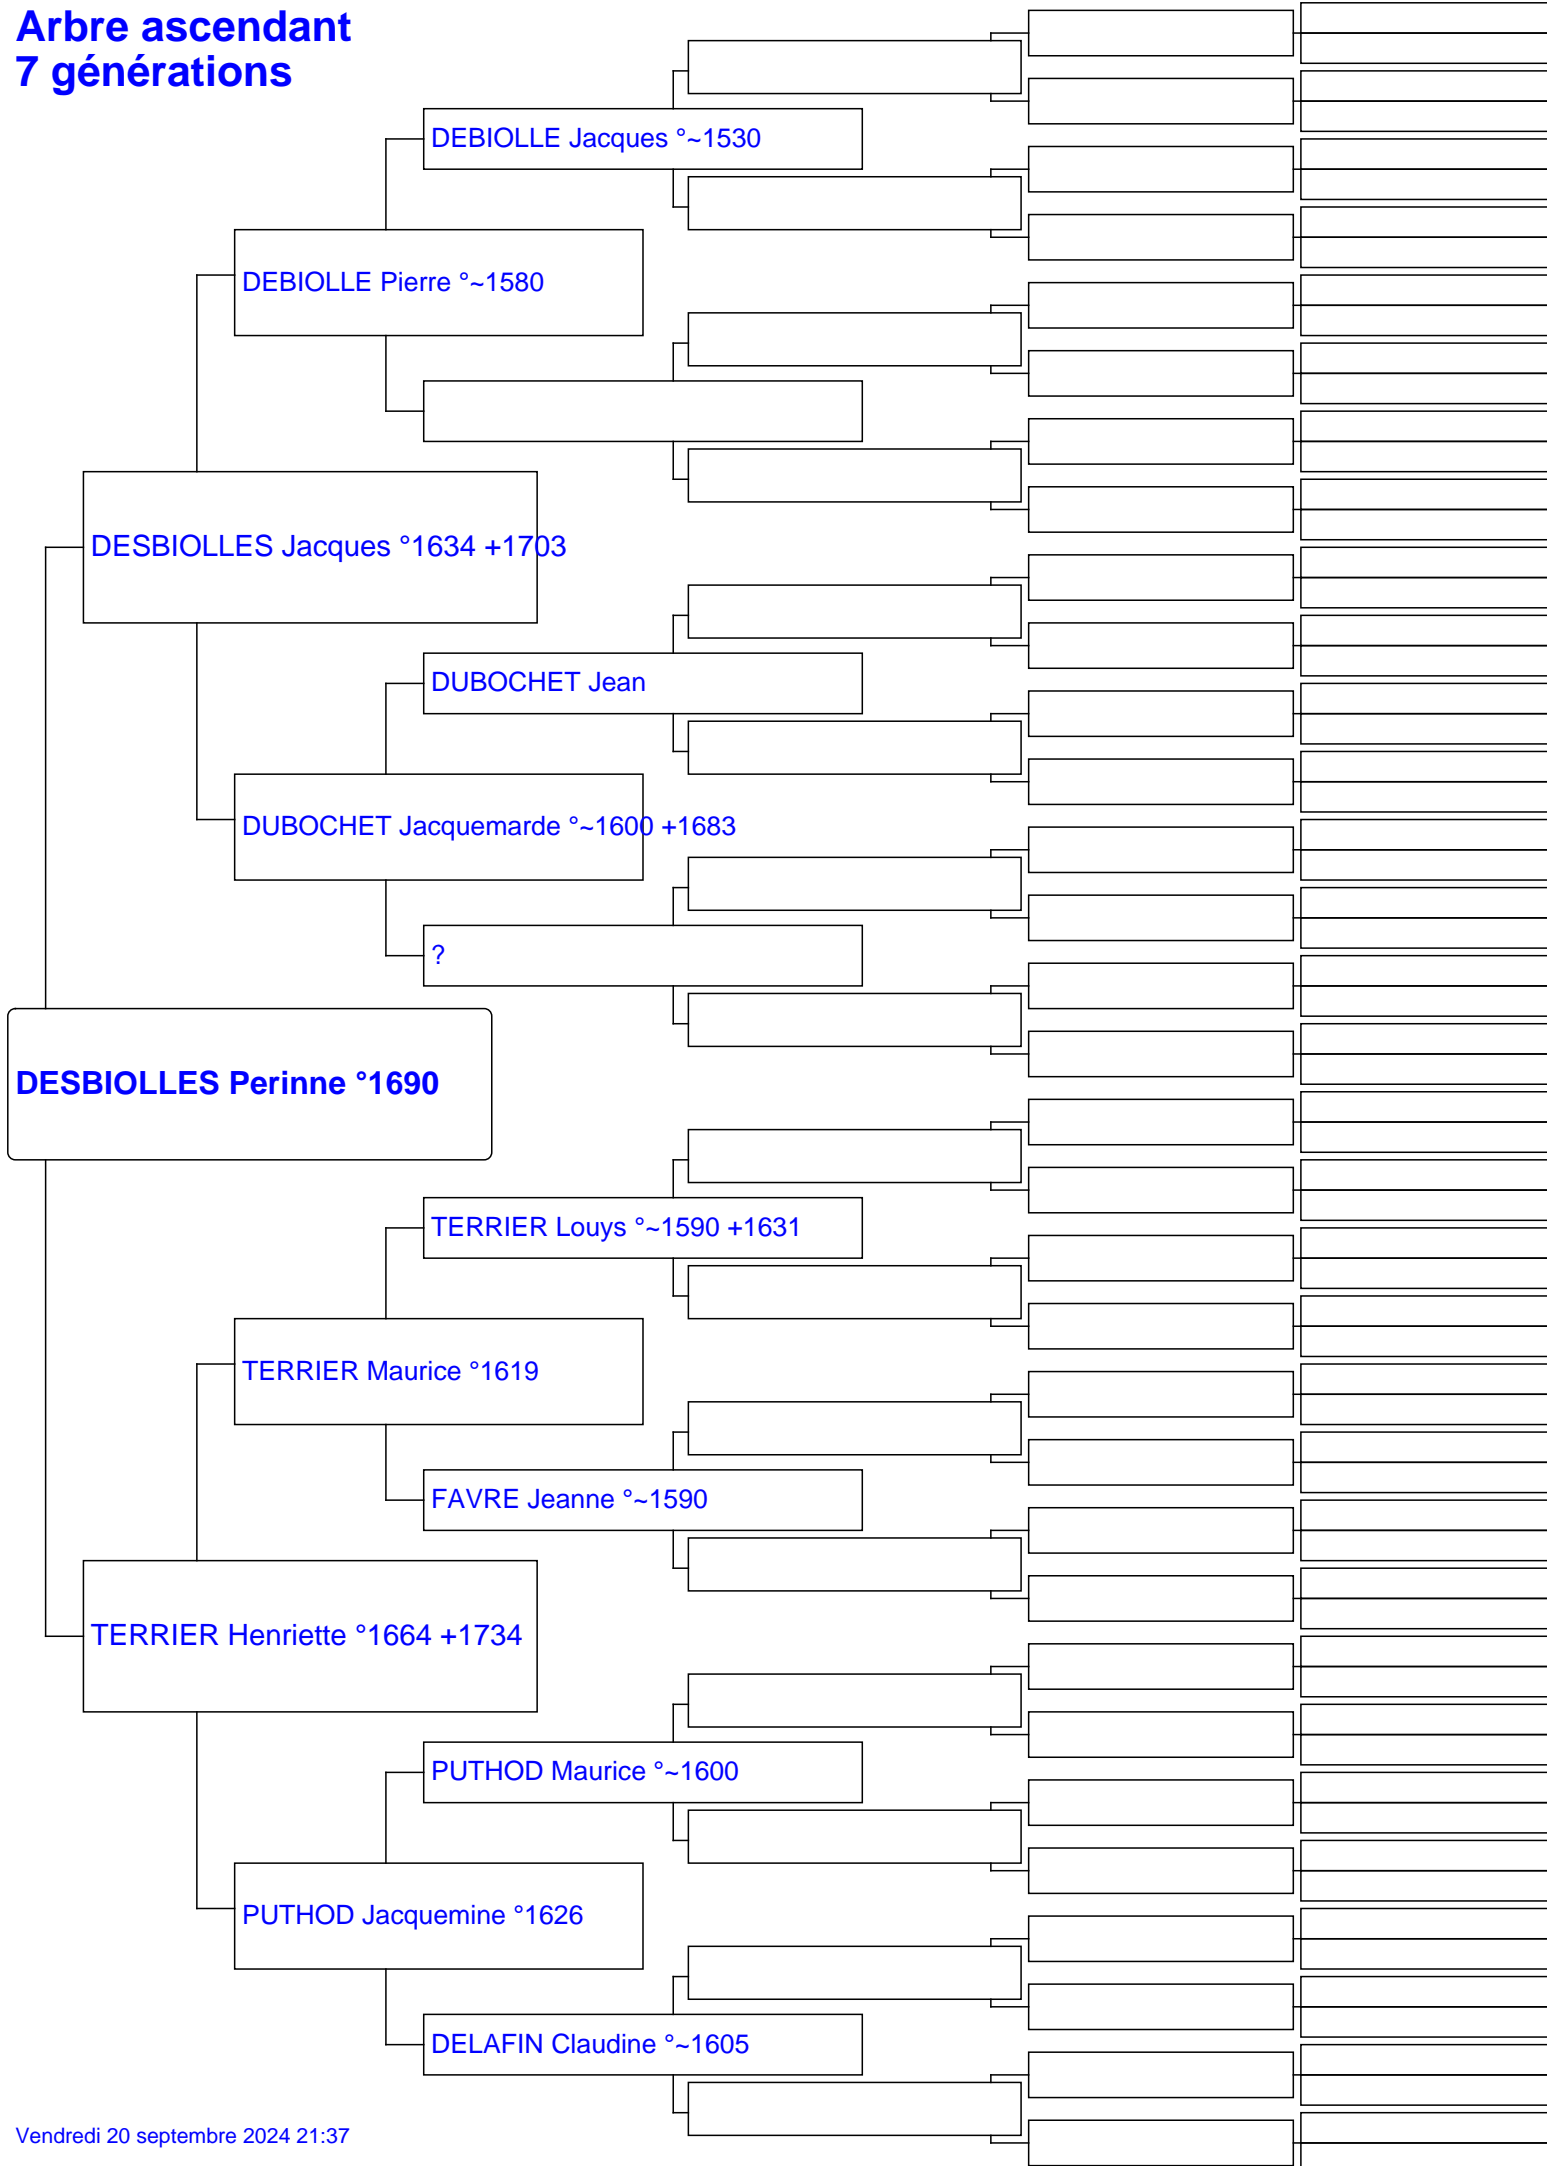 Arbre ascendant
7 générations
DEBIOLLE Jacques °~1530
DEBIOLLE Pierre °~1580
DESBIOLLES Jacques °1634 +1703
DUBOCHET Jean
DUBOCHET Jacquemarde °~1600 +1683
?
DESBIOLLES Perinne °1690
TERRIER Louys °~1590 +1631
TERRIER Maurice °1619
FAVRE Jeanne °~1590
TERRIER Henriette °1664 +1734
PUTHOD Maurice °~1600
PUTHOD Jacquemine °1626
DELAFIN Claudine °~1605
Vendredi 20 septembre 2024 21:37